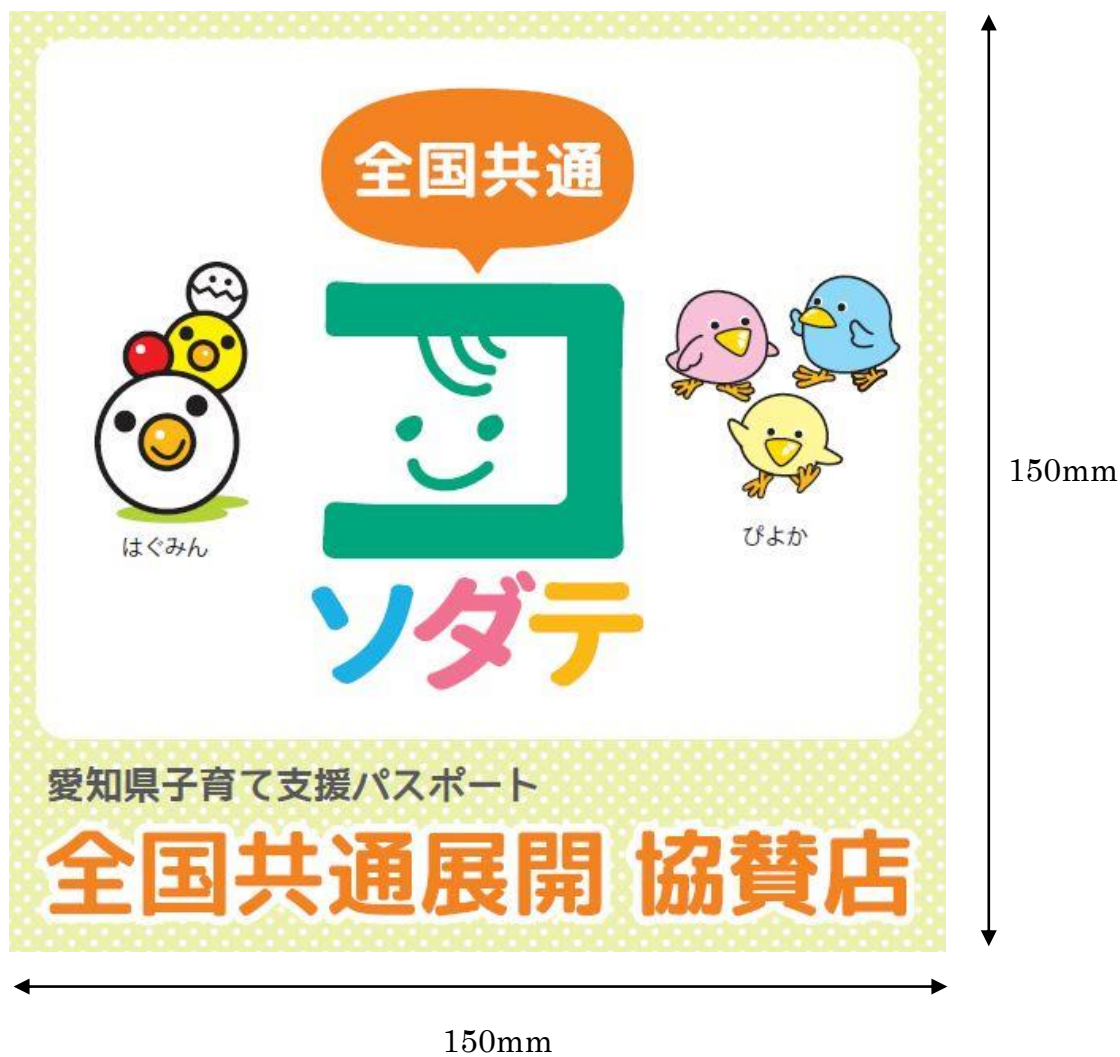 全国共通
コ
ソダテ
はぐみん
ぴよか
愛知県子育て支援パスポート
全国共通展開 協賛店
150mm
150mm